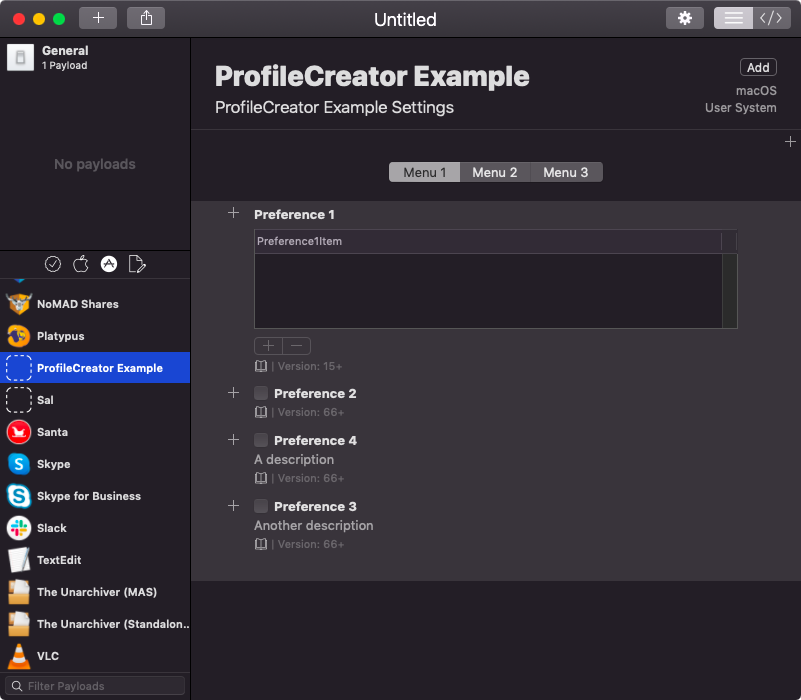 Untitled
General
1 Payload
No payloads
NoMAD Shares
Platypus
ProfileCreator Example
Sal
Santa
Skype
Skype for Business
Slack
TextEdit
The Unarchiver (MAS)
The Unarchiver (Standalon...
VLC
Filter Payloads
ProfileCreator Example
ProfileCreator Example Settings
Add
macOS
User System
Menu 1 Menu 2 Menu 3
Preference 1
Preference1Item
| Version: 15+
Preference 2
| Version: 66+
Preference 4
A description
| Version: 66+
Preference 3
Another description
| Version: 66+